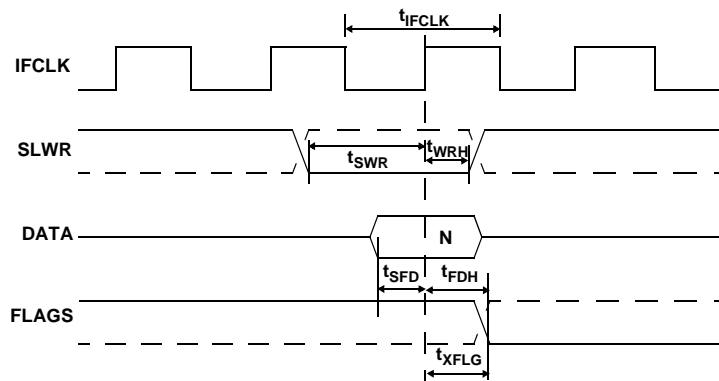 tIFCLK
IFCLK
SLWR
tSWR
tWRH
DATA
N
tSFD
tFDH
FLAGS
tXFLG